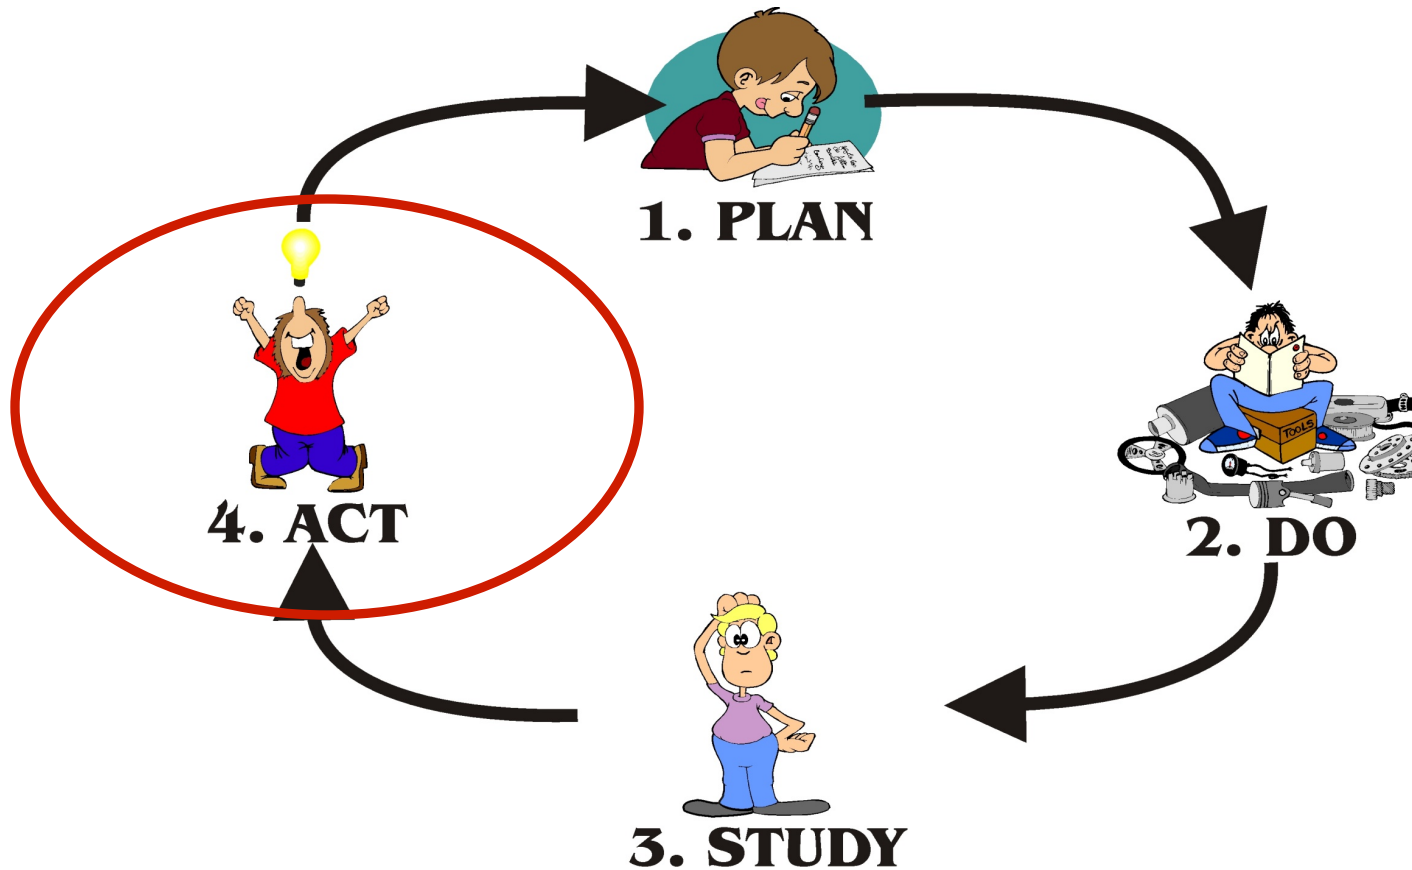 1. PLAN
TOOLS
2. DO
3. STUDY
4. ACT